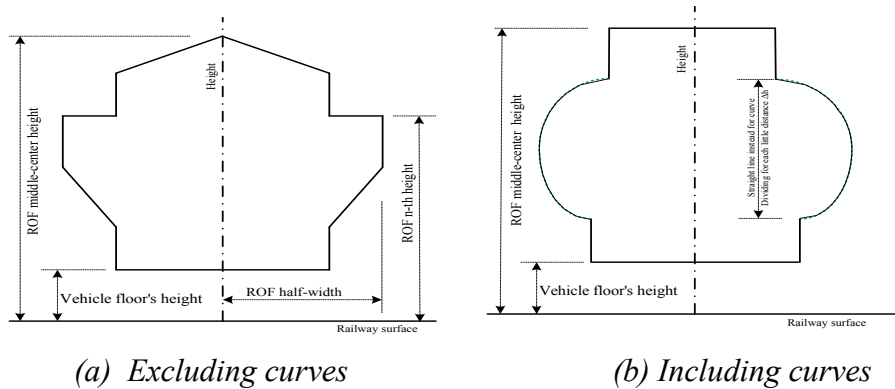 ROF middle-center height
Height
ROF n-th height
Vehicle floor's height
ROF half-width
Railway surface
(a) Excluding curves
ROF middle-center height
Height
Straight line instead for curve
Dividing for each little distance Δh
Vehicle floor's height
Railway surface
(b) Including curves